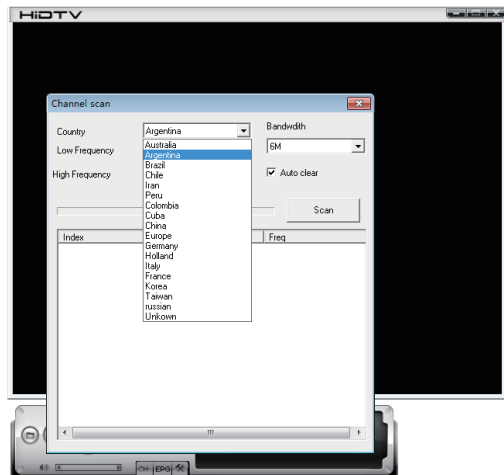 HiDTV
Channel scan
Country
Argentina
Bandwdith
Low Frequency
6M
High Frequency
Auto clear
Scan
Australia
Argentina
Brazil
Chile
Iran
Peru
Colombia
Cuba
China
Europe
Germany
Holland
Italy
France
Korea
Taiwan
russian
Unkown
Index
Freq
CH EPG